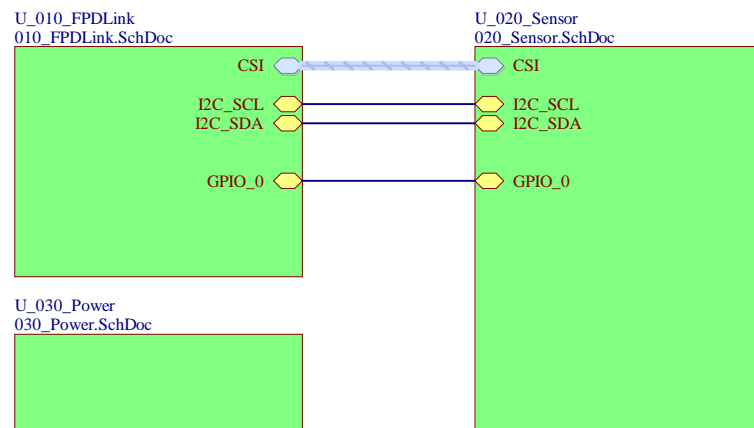 U_010_FPDLink
010_FPDLink.SchDoc
CSI
I2C_SCL
I2C_SDA
GPIO_0
U_020_Sensor
020_Sensor.SchDoc
CSI
I2C_SCL
I2C_SDA
GPIO_0
U_030_Power
030_Power.SchDoc